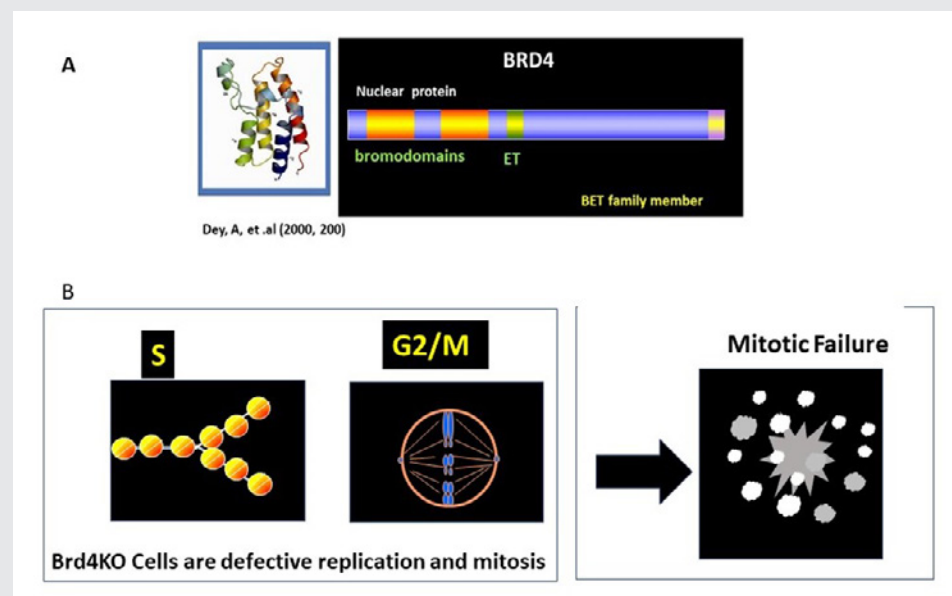 A
BRD4
Nuclear protein
bromodomains
ET
BET family member
Dey, A, et .al (2000, 200)
B
S
G2/M
Mitotic Failure
Brd4KO Cells are defective replication and mitosis